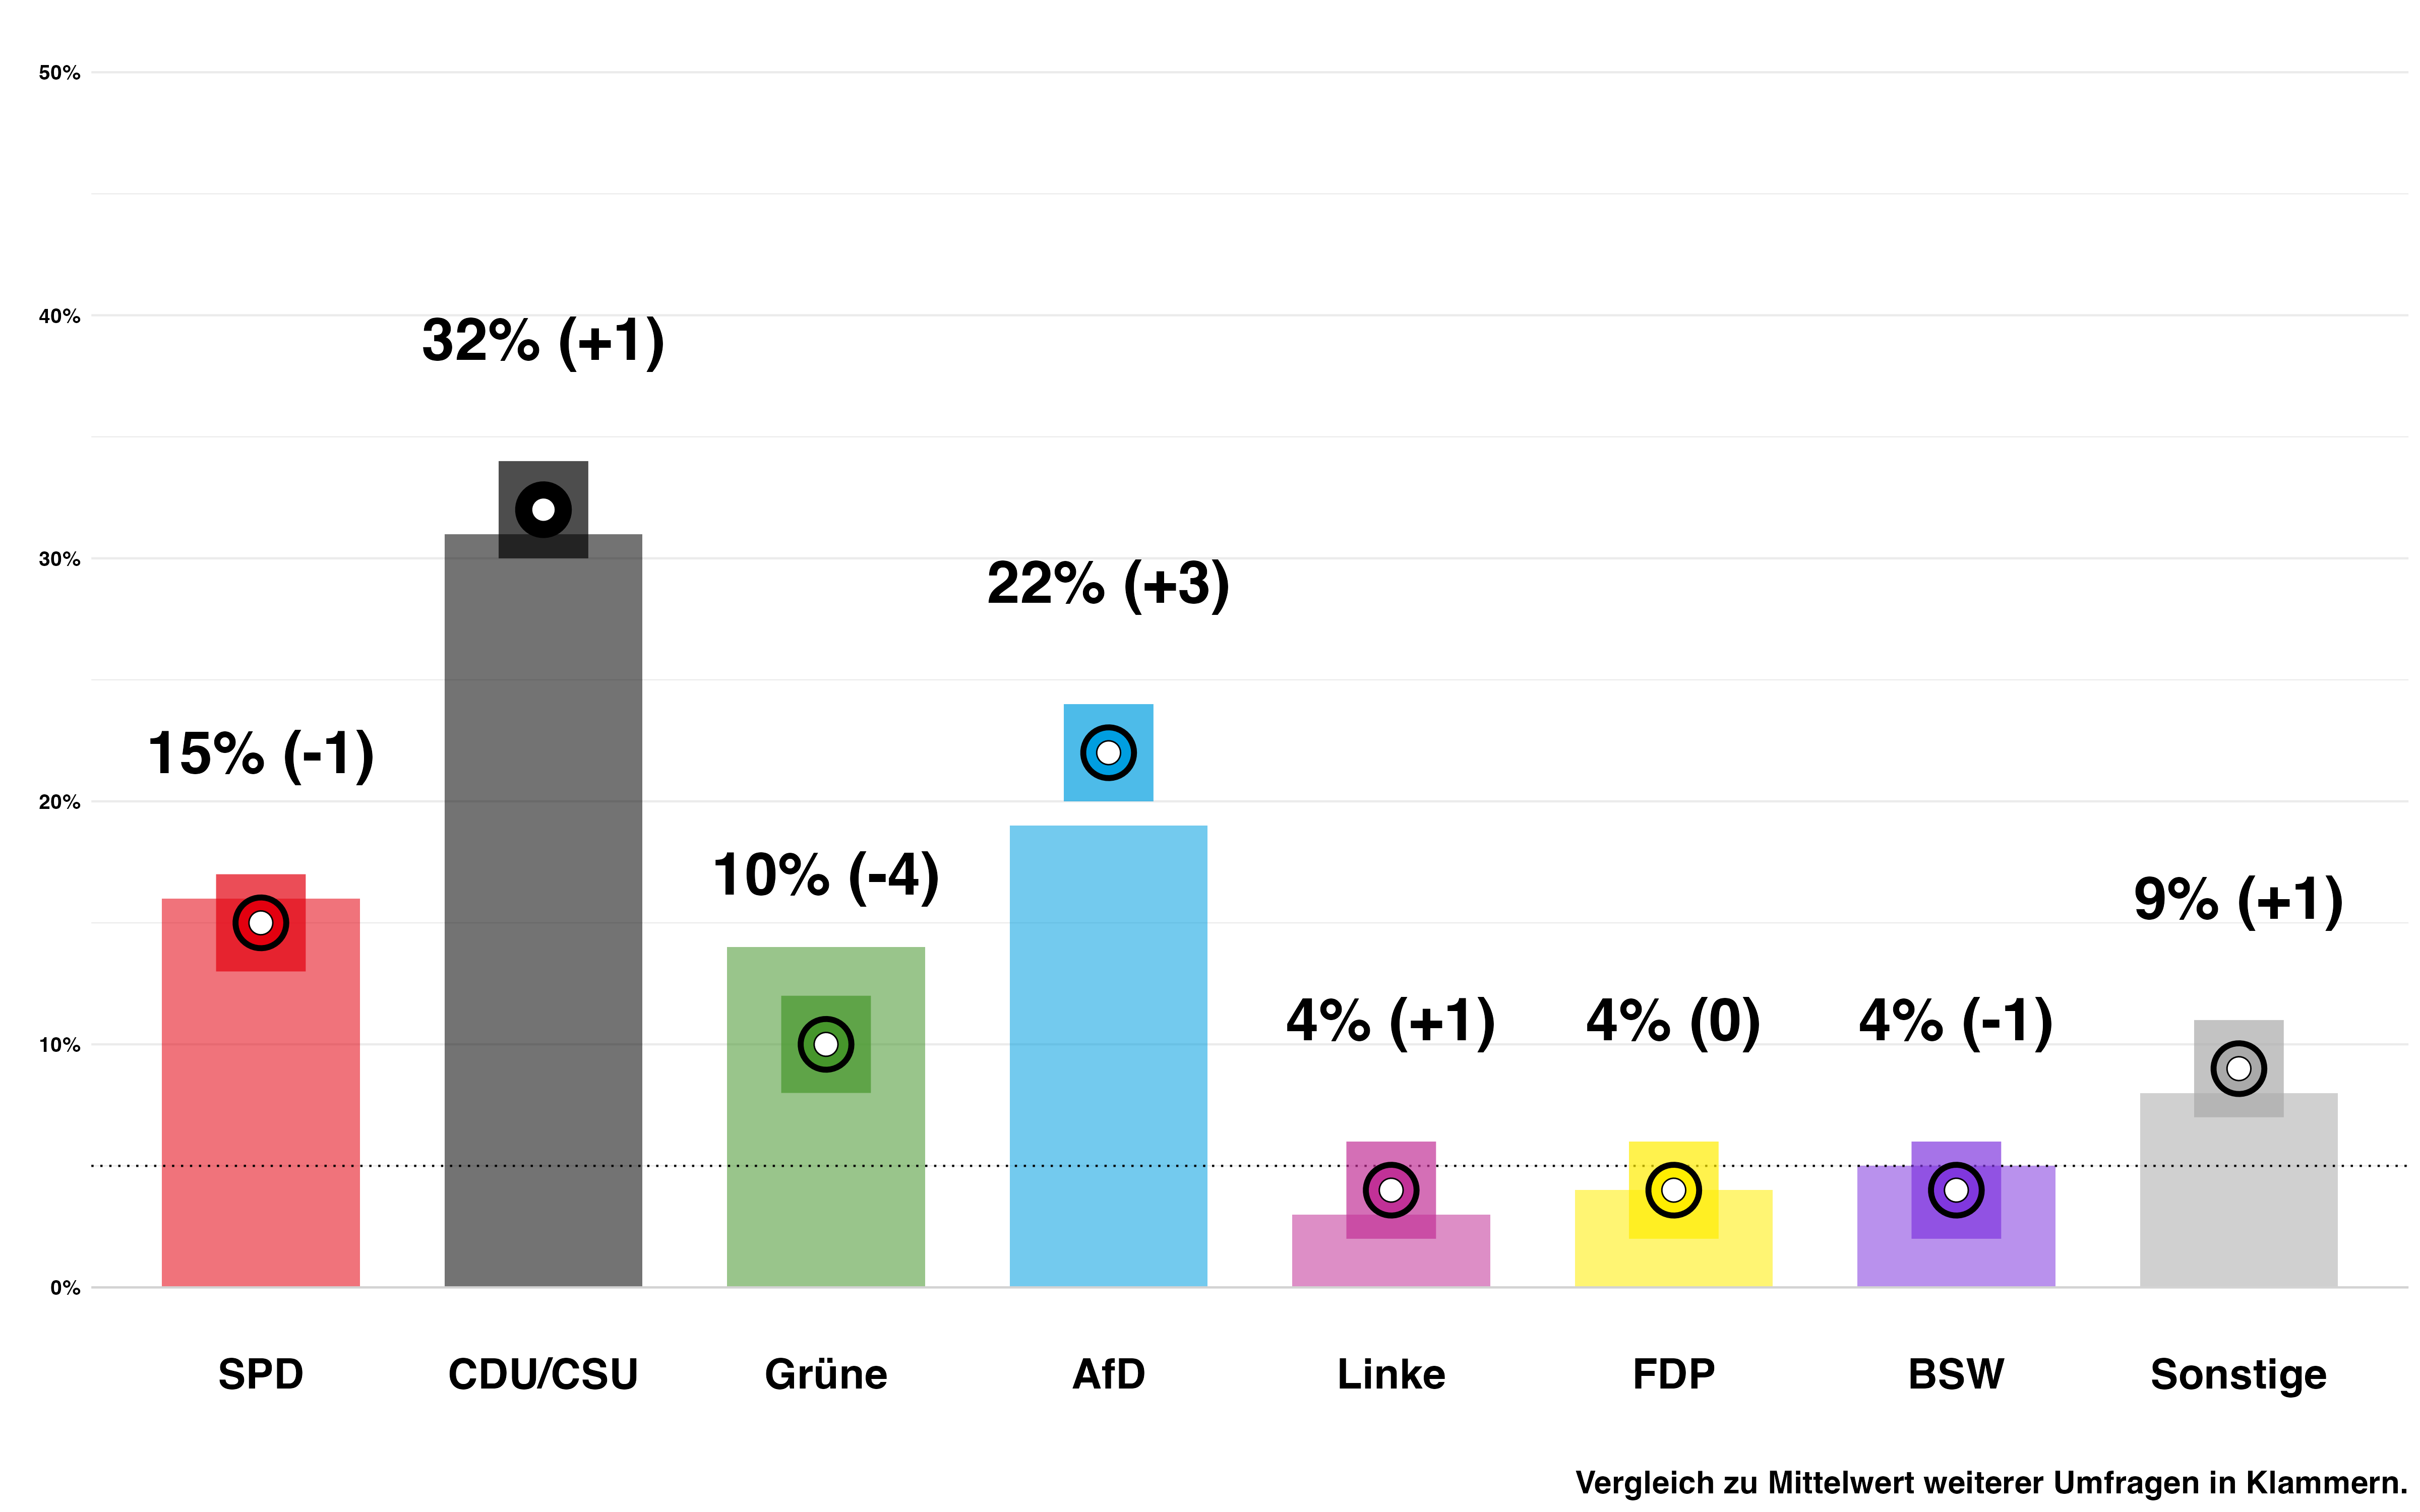 50%
40%
32% (+1)
30%
22% (+3)
15% (-1)
20%
10% (-4)
9% (+1)
4% (+1)
4% (0)
4% (-1)
10%
0%
SPD
CDU/CSU
Grüne
AfD
Linke
FDP
BSW
Sonstige
Vergleich zu Mittelwert weiterer Umfragen in Klammern.